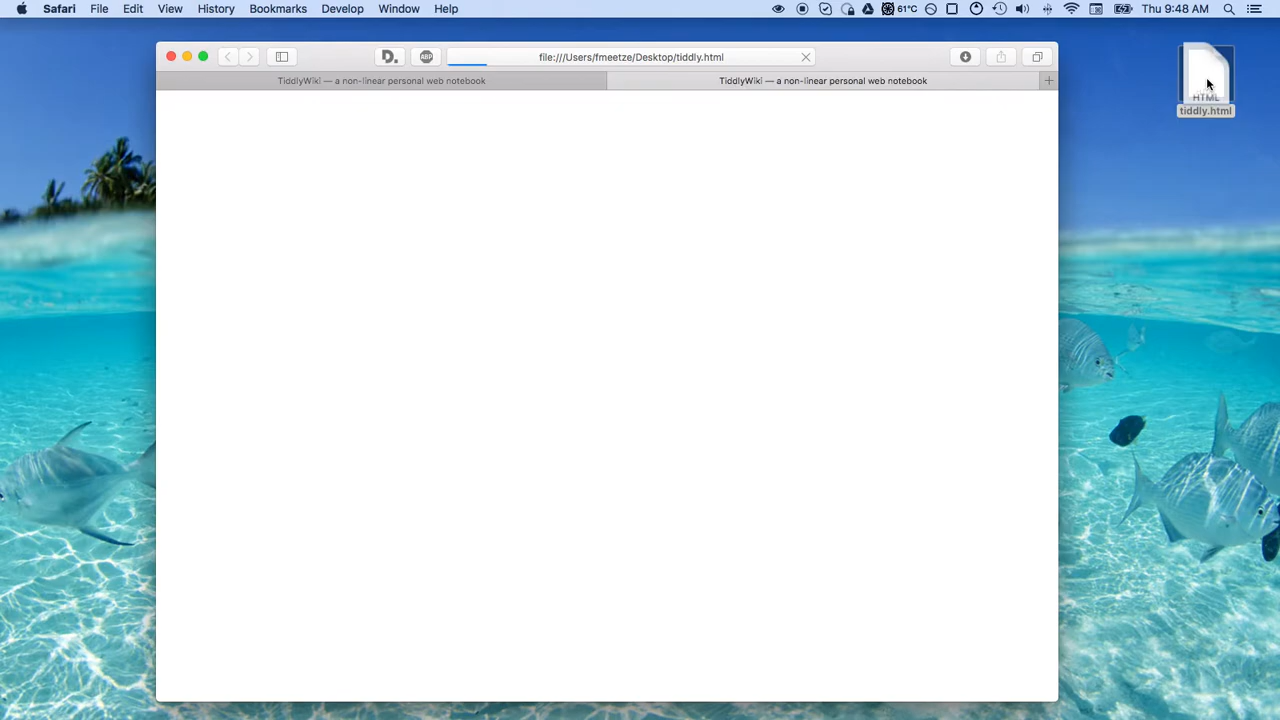 Safari File Edit View History Bookmarks Develop Window Help 61°C Thu 9:48 AM
D. ABP file:///Users/fmeetze/Desktop/tiddly.html
TiddlyWiki — a non-linear personal web notebook TiddlyWiki — a non-linear personal web notebook
HTML
tiddly.html